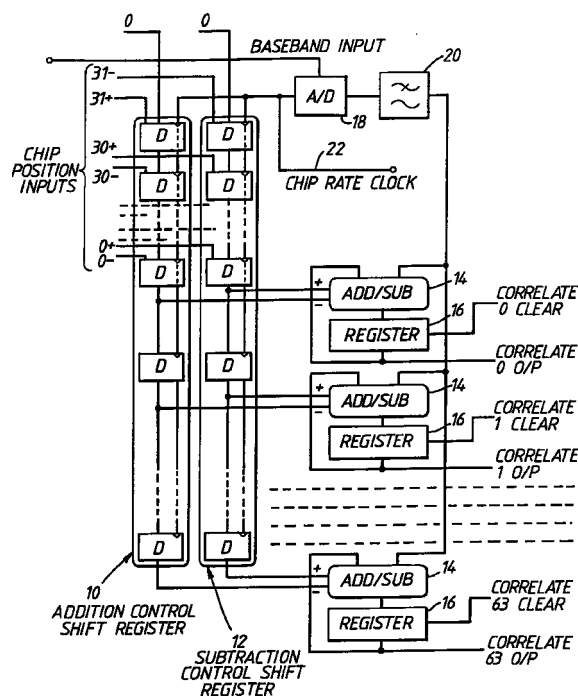 0
0
BASEBAND INPUT
20
31-
31+
A/D
18
D
D
30+
30-
22
CHIP
POSITION
INPUTS
D
D
CHIP RATE CLOCK
0+
0-
D
D
14
+
-
ADD/SUB
16
CORRELATE
0 CLEAR
REGISTER
CORRELATE
0 O/P
D
D
14
+
-
ADD/SUB
16
CORRELATE
1 CLEAR
REGISTER
CORRELATE
1 O/P
D
D
14
+
-
ADD/SUB
10
ADDITION CONTROL
SHIFT REGISTER
12
SUBTRACTION
CONTROL SHIFT
REGISTER
16
CORRELATE
63 CLEAR
REGISTER
CORRELATE
63 O/P